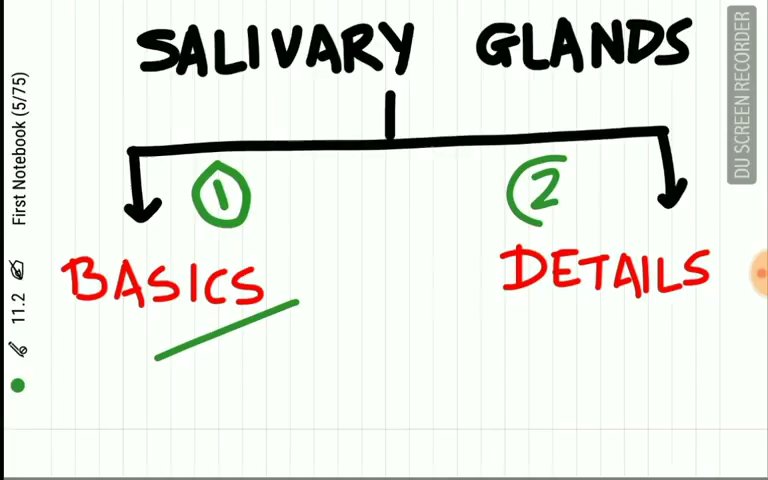 SALIVARY GLANDS
1 2
BASICS DETAILS
First Notebook (5/75)
11.2
DU SCREEN RECORDER